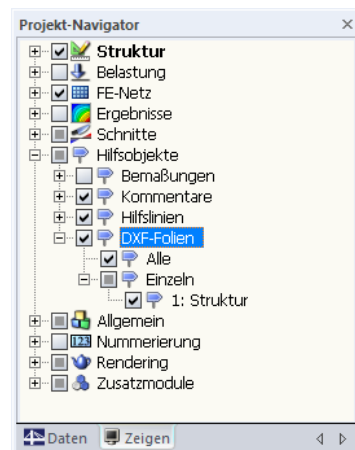 Projekt-Navigator
Struktur
Belastung
FE-Netz
Ergebnisse
Schnitte
Hilfsobjekte
Bemaßungen
Kommentare
Hilfslinien
DXF-Folien
Alle
Einzeln
1: Struktur
Allgemein
123 Nummerierung
Rendering
Zusatzmodule
Daten Zeigen